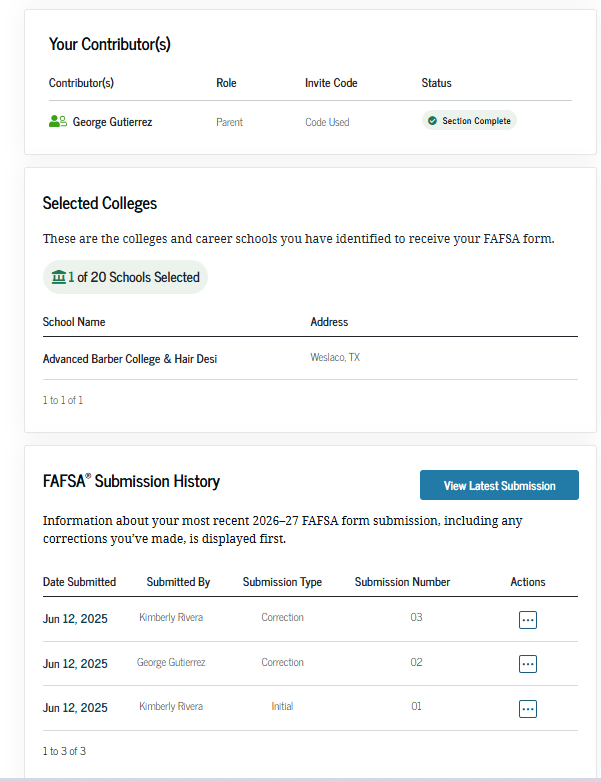 Your Contributor(s)
Contributor(s) Role Invite Code Status
George Gutierrez Parent Code Used Section Complete
Selected Colleges
These are the colleges and career schools you have identified to receive your FAFSA form.
1 of 20 Schools Selected
School Name Address
Advanced Barber College & Hair Desi Weslaco, TX
1 to 1 of 1
FAFSA® Submission History
View Latest Submission
Information about your most recent 2026–27 FAFSA form submission, including any
corrections you’ve made, is displayed first.
Date Submitted Submitted By Submission Type Submission Number Actions
Jun 12, 2025 Kimberly Rivera Correction 03
Jun 12, 2025 George Gutierrez Correction 02
Jun 12, 2025 Kimberly Rivera Initial 01
1 to 3 of 3